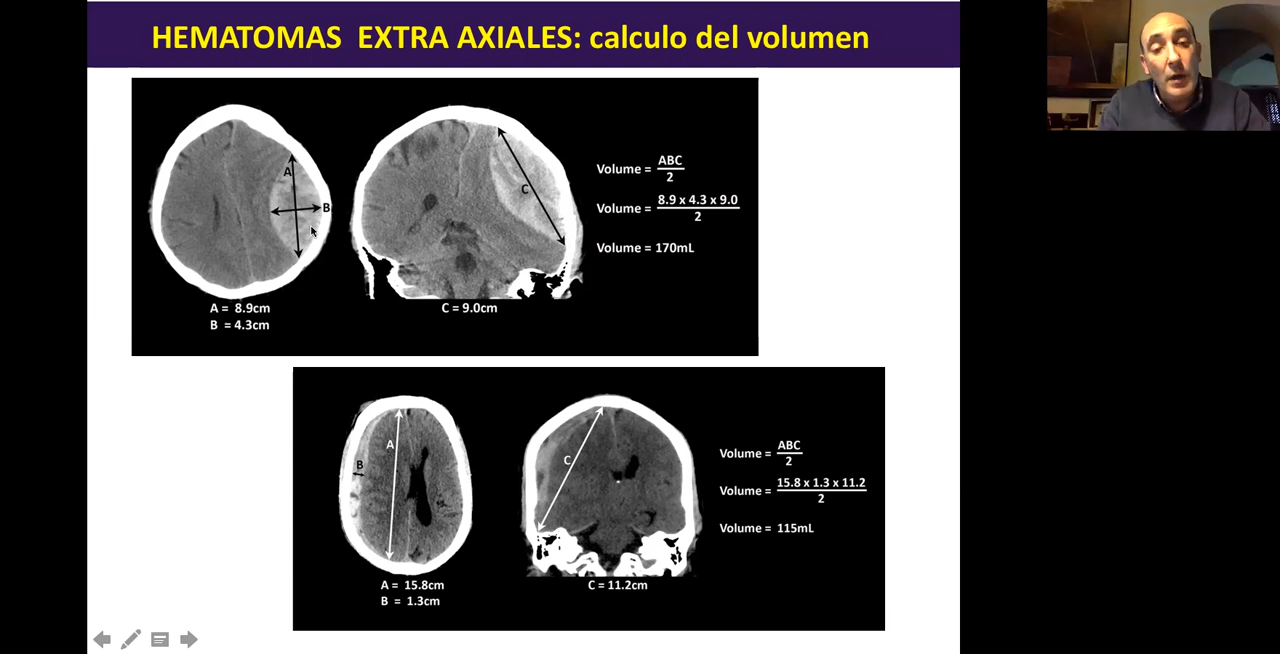 HEMATOMAS EXTRA AXIALES: calculo del volumen
A
B
C
A = 8.9cm
B = 4.3cm
C = 9.0cm
Volume = ABC
2
Volume = 8.9 x 4.3 x 9.0
2
Volume = 170mL
A
B
C
A = 15.8cm
B = 1.3cm
C = 11.2cm
Volume = ABC
2
Volume = 15.8 x 1.3 x 11.2
2
Volume = 115mL